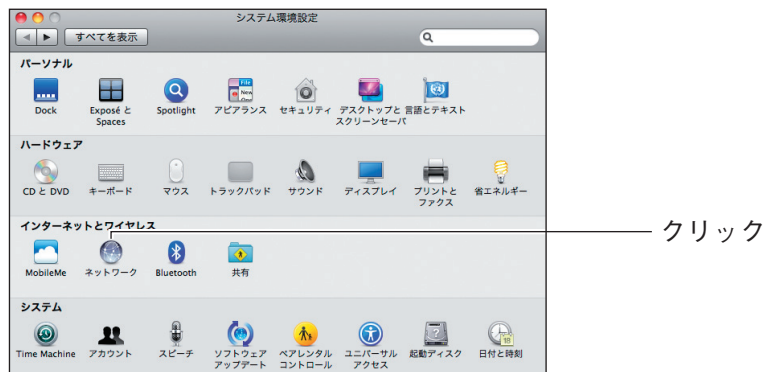 システム環境設定
すべてを表示
パーソナル
Dock
Exposé と
Spaces
Spotlight
File
New
アピアランス
セキュリティ
デスクトップと
スクリーンセーバ
言語とテキスト
ハードウェア
CD と DVD
キーボード
マウス
トラックパッド
サウンド
ディスプレイ
プリントと
ファクス
省エネルギー
インターネットとワイヤレス
クリック
MobileMe
ネットワーク
Bluetooth
共有
システム
Time Machine
アカウント
スピーチ
ソフトウェア
アップデート
ペアレンタル
コントロール
ユニバーサル
アクセス
起動ディスク
18
日付と時刻